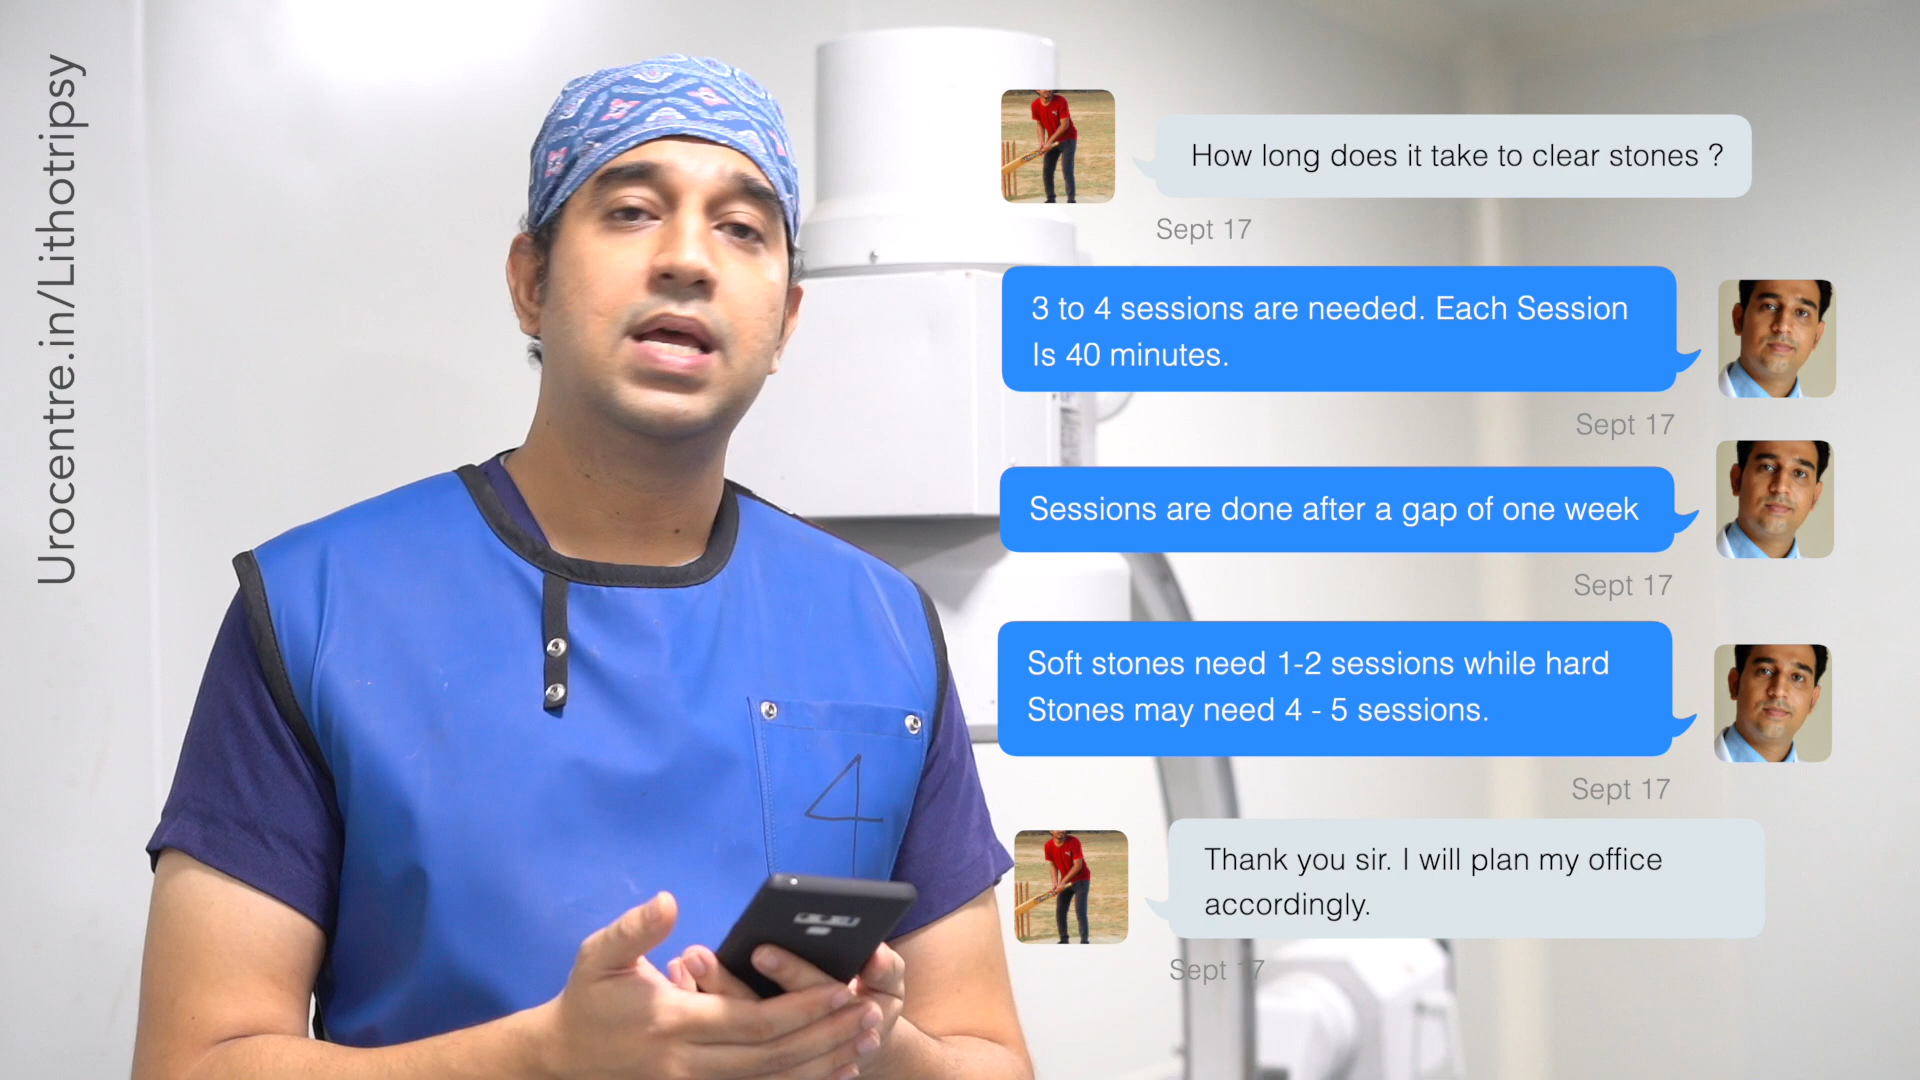 Urocentre.in/Lithotripsy
How long does it take to clear stones ?
Sept 17
3 to 4 sessions are needed. Each Session
Is 40 minutes.
Sept 17
Sessions are done after a gap of one week
Sept 17
Soft stones need 1-2 sessions while hard
Stones may need 4 - 5 sessions.
Sept 17
Thank you sir. I will plan my office
accordingly.
Sept 17
4